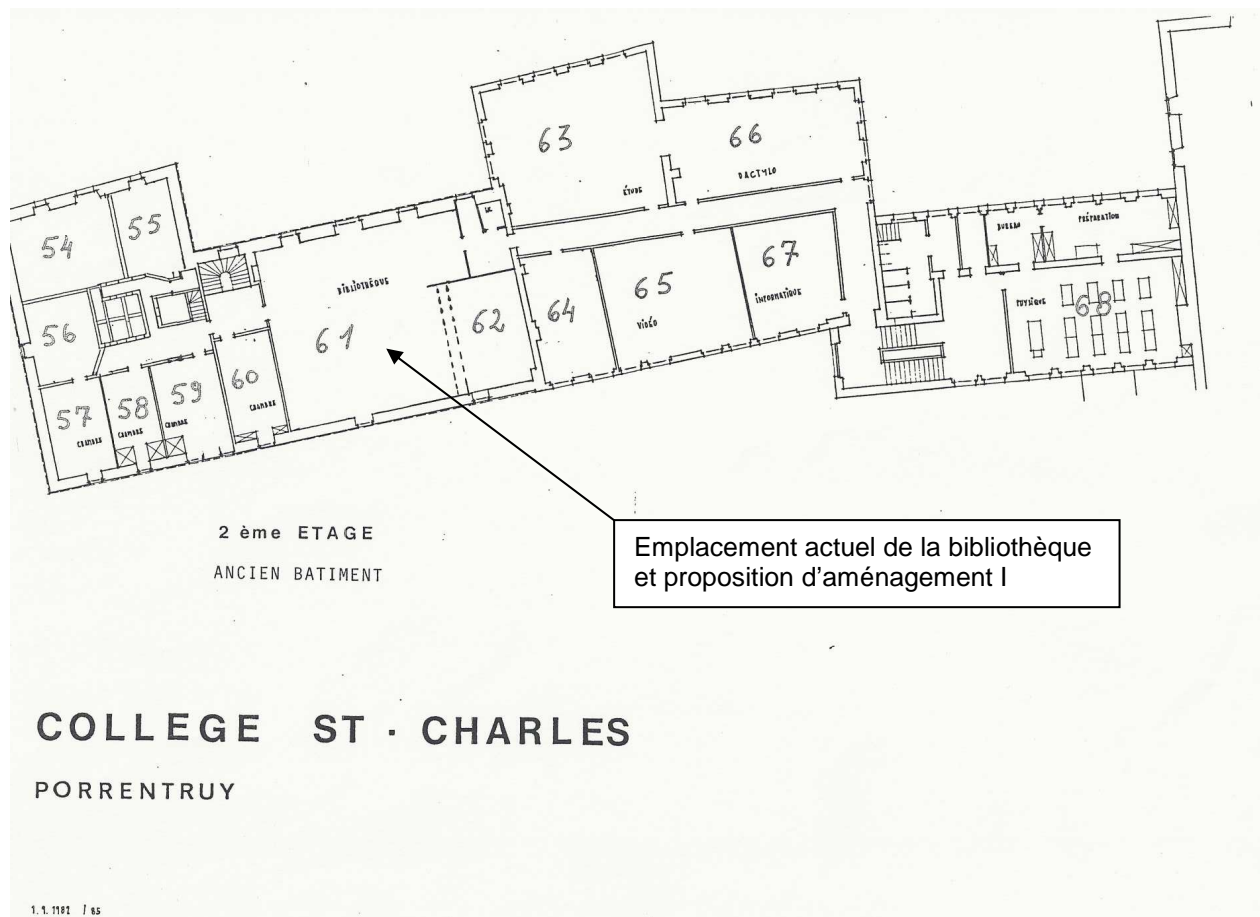 63
66
ÉTUDE
DACTYLO
54
55
BUREAU
PRÉPARATION
BIBLIOTHÈQUE
67
INFORMATIQUE
65
VIDÉO
64
62
61
56
PHYSIQUE
68
57
CHAMBRE
58
CHAMBRE
59
CHAMBRE
60
CHAMBRE
2 ème ETAGE
ANCIEN BATIMENT
Emplacement actuel de la bibliothèque
et proposition d'aménagement I
COLLEGE ST · CHARLES
PORRENTRUY